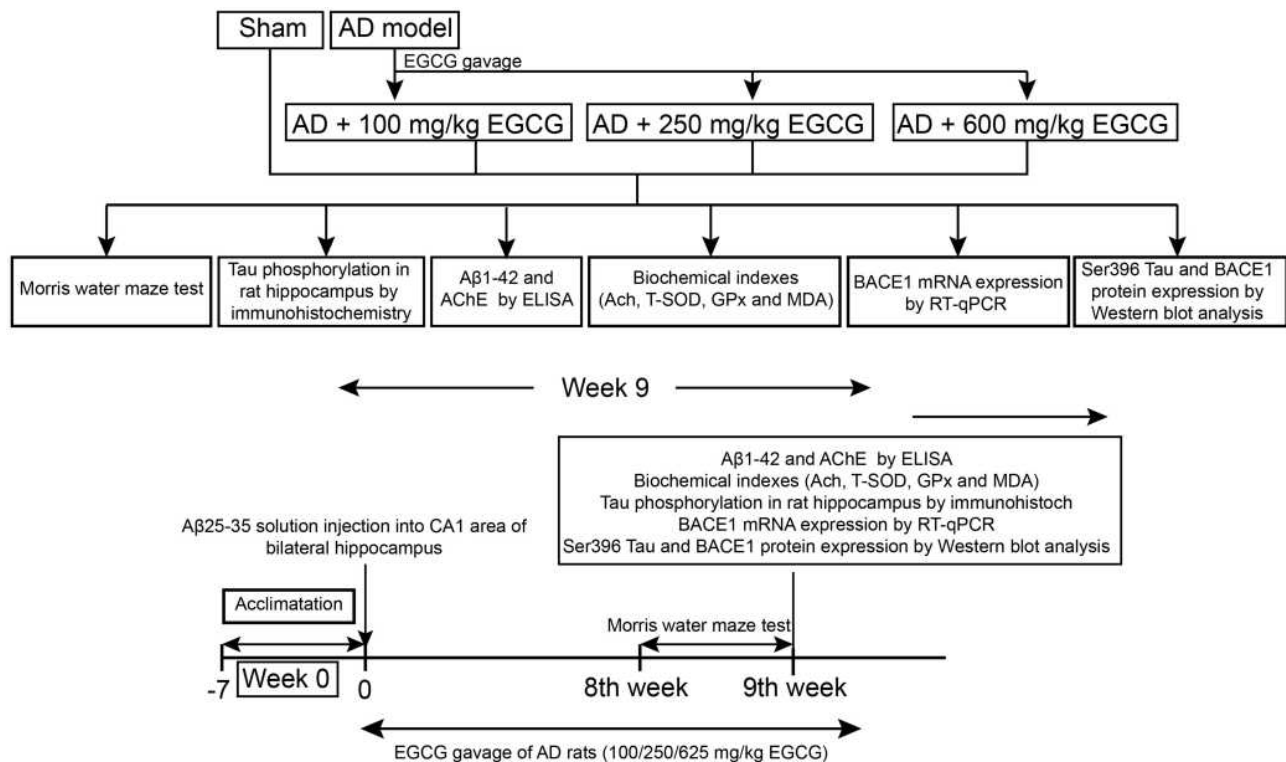 Sham
AD model
EGCG gavage
AD + 100 mg/kg EGCG
AD + 250 mg/kg EGCG
AD + 600 mg/kg EGCG
Morris water maze test
Tau phosphorylation in
rat hippocampus by
immunohistochemistry
Aβ1-42 and
AChE by ELISA
Biochemical indexes
(Ach, T-SOD, GPx and MDA)
BACE1 mRNA expression
by RT-qPCR
Ser396 Tau and BACE1
protein expression by
Western blot analysis
Week 9
Aβ1-42 and AChE by ELISA
Biochemical indexes (Ach, T-SOD, GPx and MDA)
Tau phosphorylation in rat hippocampus by immunohistoch
BACE1 mRNA expression by RT-qPCR
Ser396 Tau and BACE1 protein expression by Western blot analysis
Aβ25-35 solution injection into CA1 area of
bilateral hippocampus
Acclimatation
Morris water maze test
-7
Week 0
0
8th week
9th week
EGCG gavage of AD rats (100/250/625 mg/kg EGCG)